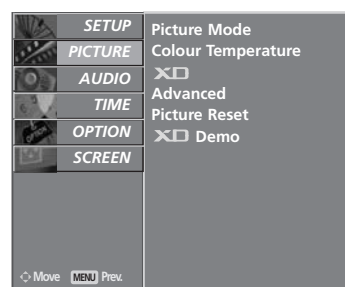 SETUP
PICTURE
AUDIO
TIME
OPTION
SCREEN
Move MENU Prev.
Picture Mode
Colour Temperature
XD
Advanced
Picture Reset
XD Demo